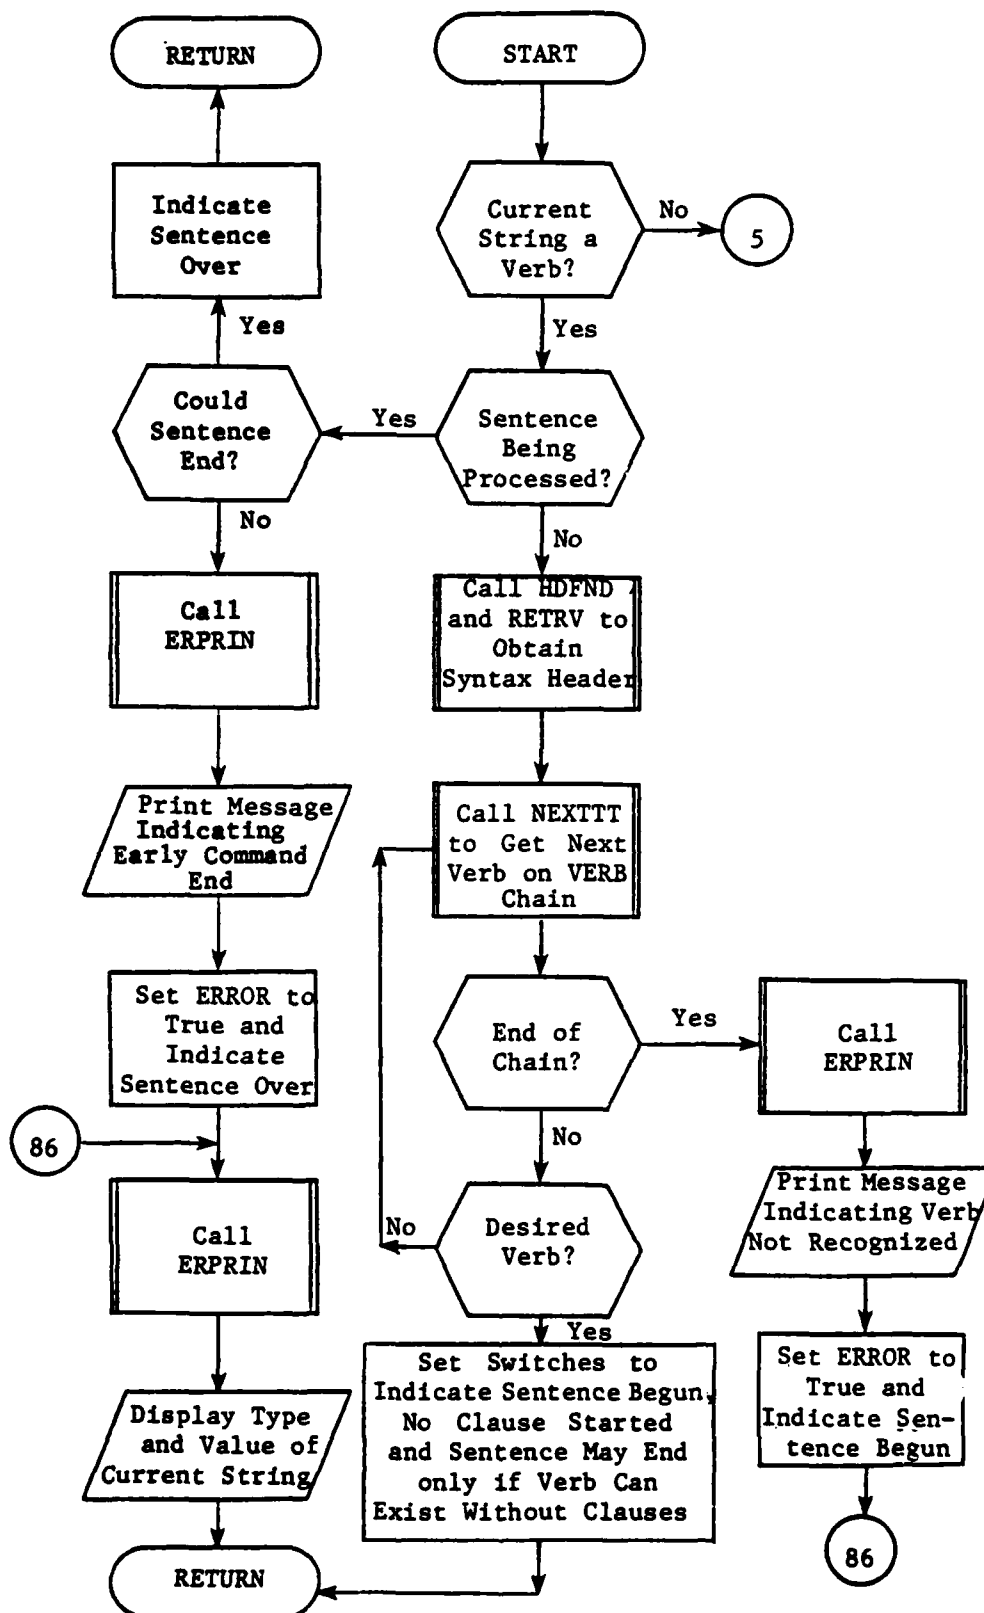 RETURN
START
Indicate
Sentence
Over
Current
String a
Verb?
No
5
Yes
Yes
Could
Sentence
End?
Yes
Sentence
Being
Processed?
No
No
Call
ERPRIN
Call HDFND
and RETRV to
Obtain
Syntax Header
Print Message
Indicating
Early Command
End
Call NEXTTT
to Get Next
Verb on VERB
Chain
Set ERROR to
True and
Indicate
Sentence Over
End of
Chain?
Yes
Call
ERPRIN
No
86
Call
ERPRIN
No
Desired
Verb?
Print Message
Indicating Verb
Not Recognized
Yes
Set Switches to
Indicate Sentence Begun,
No Clause Started
and Sentence May End
only if Verb Can
Exist Without Clauses
Set ERROR to
True and
Indicate Sen-
tence Begun
Display Type
and Value of
Current String
86
RETURN